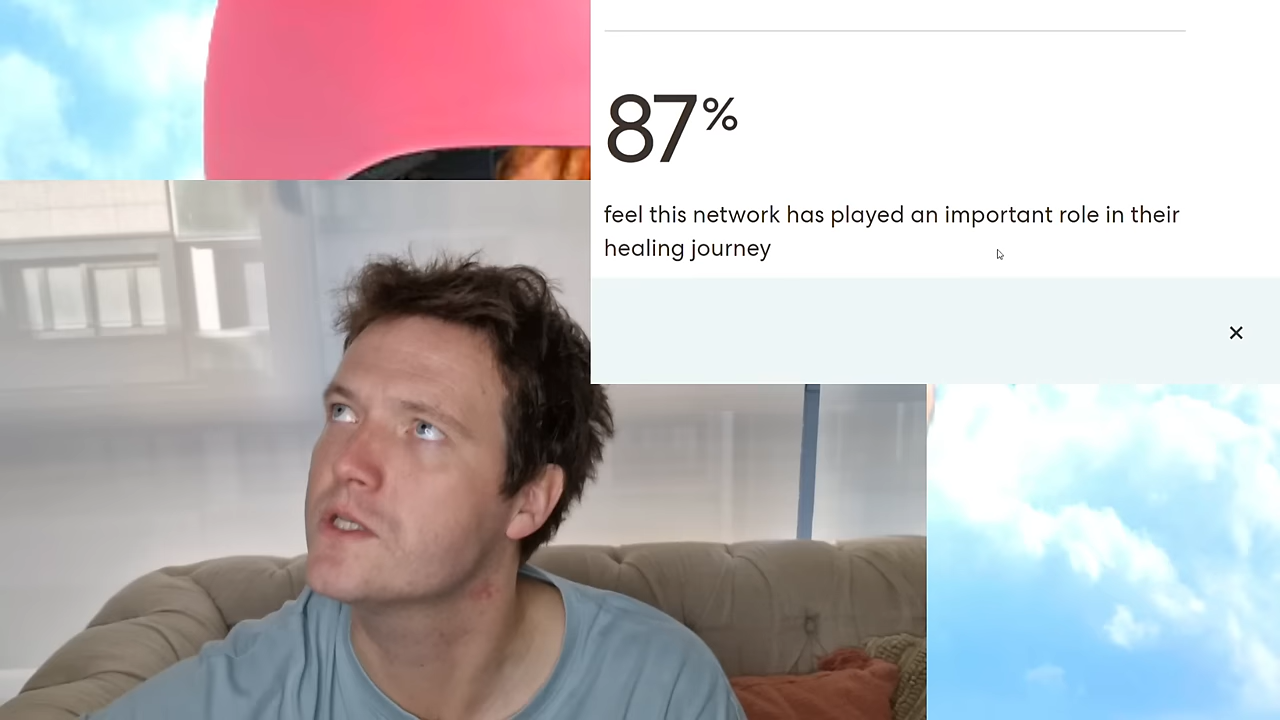 87%
feel this network has played an important role in their
healing journey